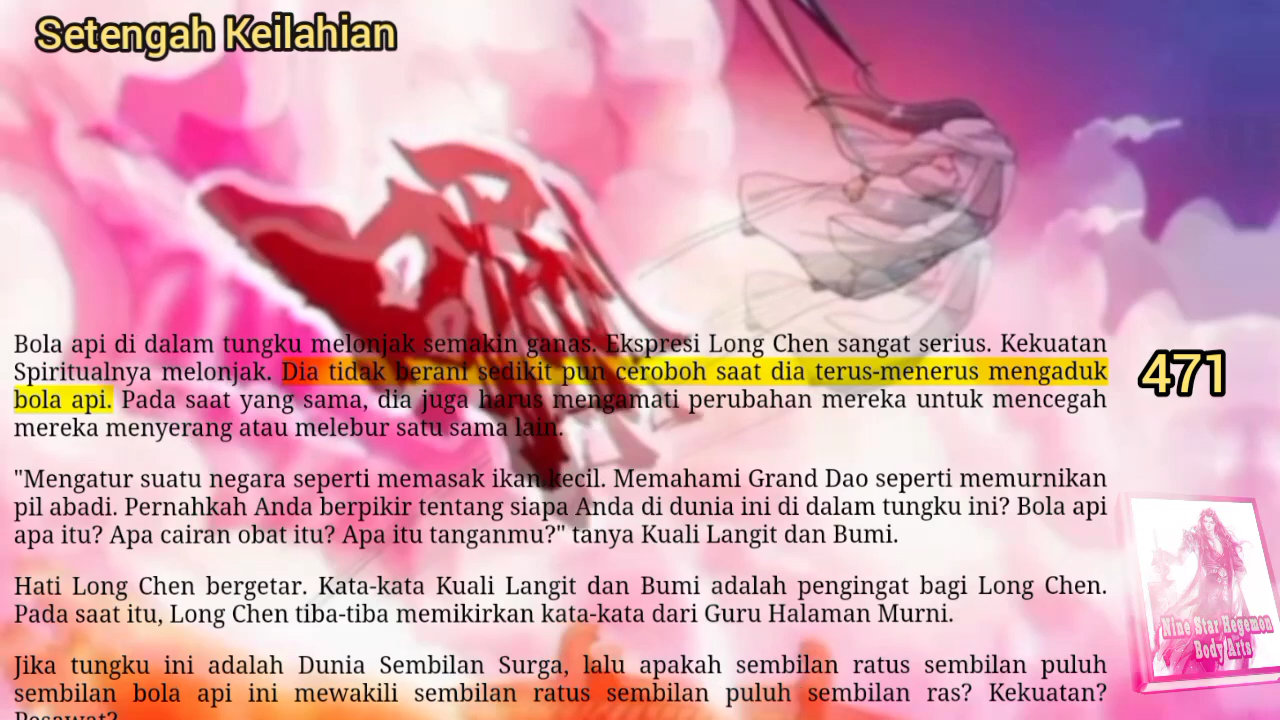 Setengah Keilahian
Bola api di dalam tungku melonjak semakin ganas. Ekspresi Long Chen sangat serius. Kekuatan
Spiritualnya melonjak. Dia tidak berani sedikit pun ceroboh saat dia terus-menerus mengaduk
bola api. Pada saat yang sama, dia juga harus mengamati perubahan mereka untuk mencegah
mereka menyerang atau melebur satu sama lain.
471
"Mengatur suatu negara seperti memasak ikan kecil. Memahami Grand Dao seperti memurnikan
pil abadi. Pernahkah Anda berpikir tentang siapa Anda di dunia ini di dalam tungku ini? Bola api
apa itu? Apa cairan obat itu? Apa itu tanganmu?" tanya Kuali Langit dan Bumi.
Hati Long Chen bergetar. Kata-kata Kuali Langit dan Bumi adalah pengingat bagi Long Chen.
Pada saat itu, Long Chen tiba-tiba memikirkan kata-kata dari Guru Halaman Murni.
Jika tungku ini adalah Dunia Sembilan Surga, lalu apakah sembilan ratus sembilan puluh
sembilan bola api ini mewakili sembilan ratus sembilan puluh sembilan ras? Kekuatan?
Pesawat?
Nine Star Hegemon
Body Arts